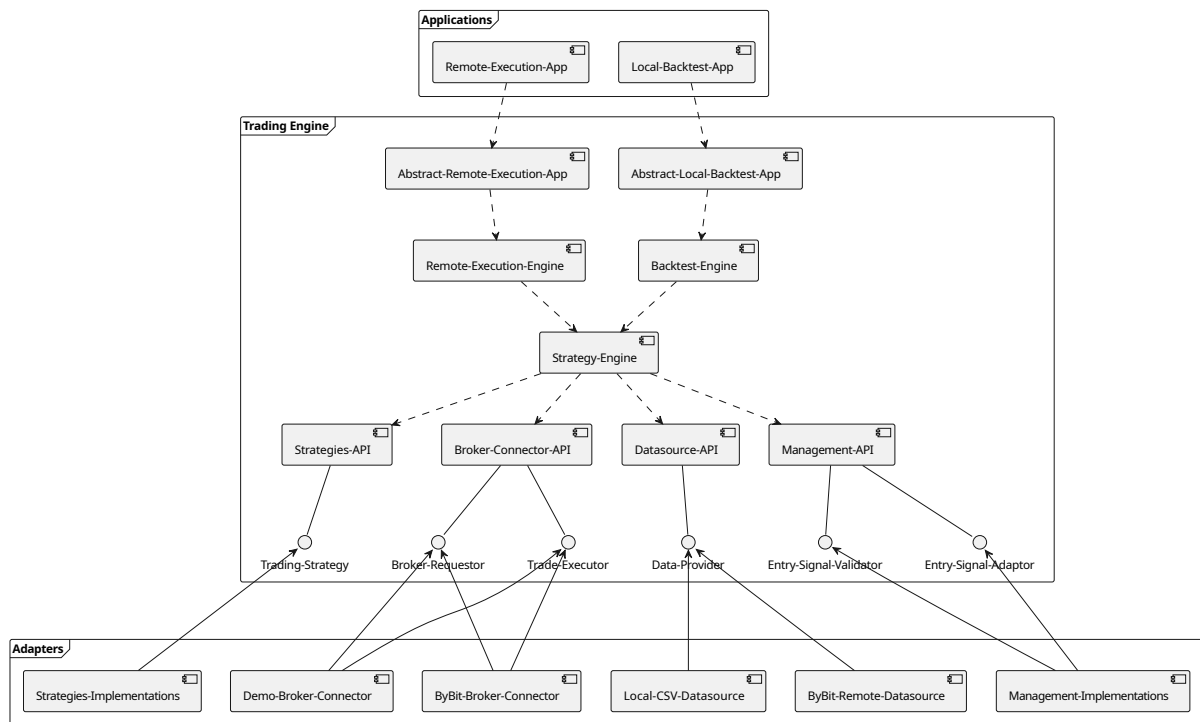 Applications
Remote-Execution-App
Local-Backtest-App
Trading Engine
Abstract-Remote-Execution-App
Abstract-Local-Backtest-App
Remote-Execution-Engine
Backtest-Engine
Strategy-Engine
Strategies-API
Broker-Connector-API
Datasource-API
Management-API
Trading-Strategy
Broker-Requestor
Trade-Executor
Data-Provider
Entry-Signal-Validator
Entry-Signal-Adaptor
Adapters
Strategies-Implementations
Demo-Broker-Connector
ByBit-Broker-Connector
Local-CSV-Datasource
ByBit-Remote-Datasource
Management-Implementations